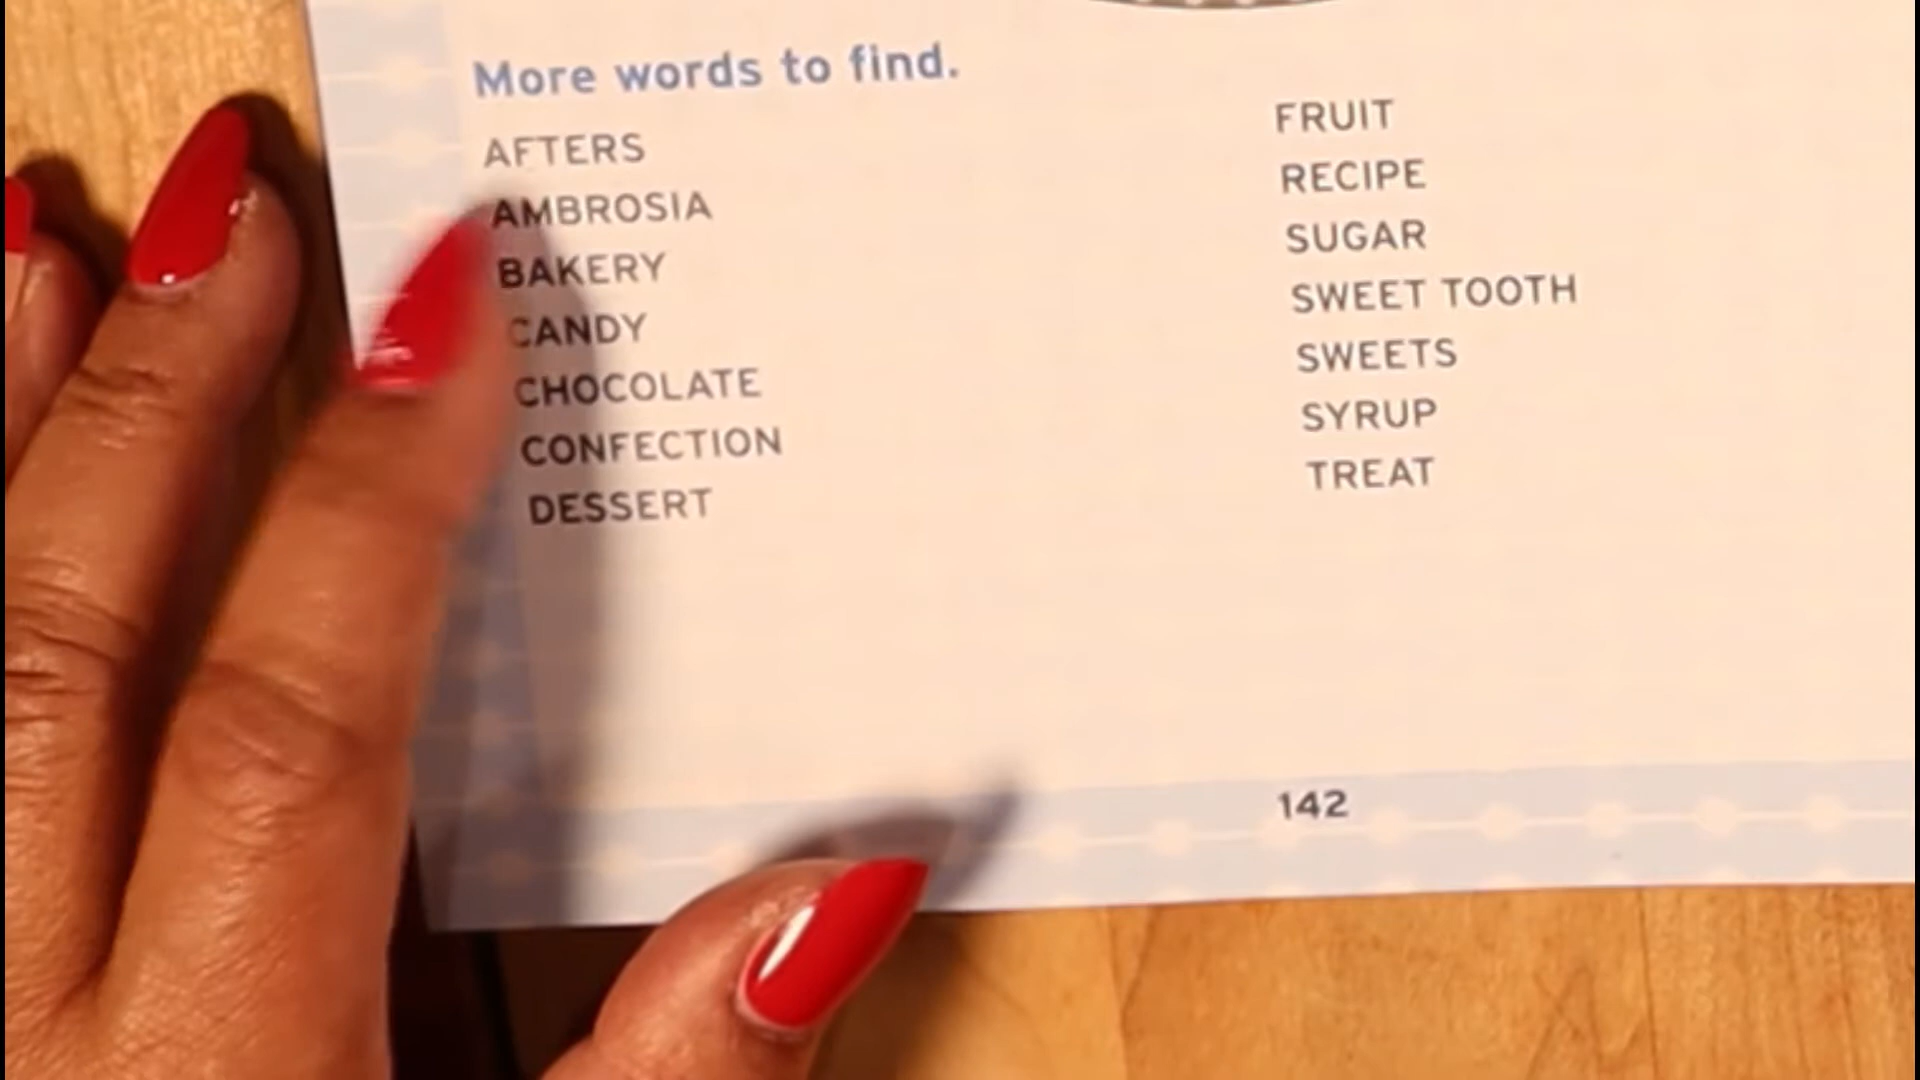 More words to find.
AFTERS
AMBROSIA
BAKERY
CANDY
CHOCOLATE
CONFECTION
DESSERT
FRUIT
RECIPE
SUGAR
SWEET TOOTH
SWEETS
SYRUP
TREAT
142